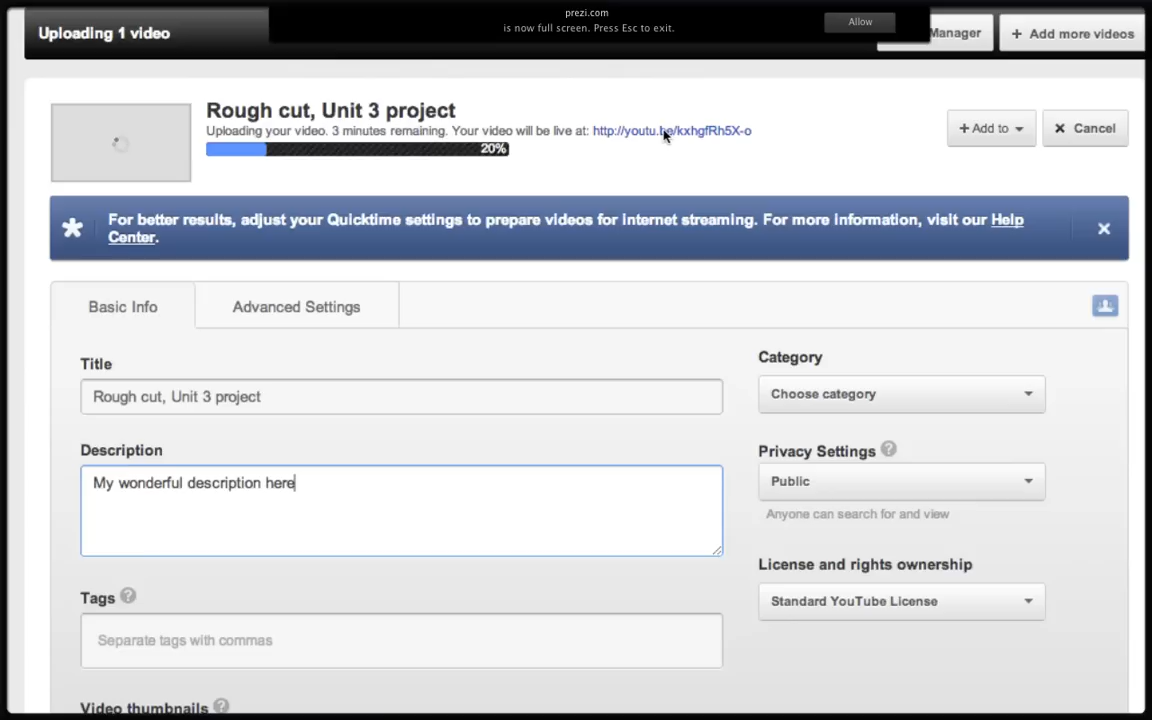 prezi.com
is now full screen. Press Esc to exit.
Allow
Uploading 1 video
Manager
+ Add more videos
Rough cut, Unit 3 project
Uploading your video. 3 minutes remaining. Your video will be live at: http://youtu.be/kxhgfRh5X-o
20%
+ Add to
× Cancel
For better results, adjust your Quicktime settings to prepare videos for internet streaming. For more information, visit our Help
Center.
Basic Info
Advanced Settings
Title
Rough cut, Unit 3 project
Description
My wonderful description here
Tags
Separate tags with commas
Video thumbnails
Category
Choose category
Privacy Settings
Public
Anyone can search for and view
License and rights ownership
Standard YouTube License